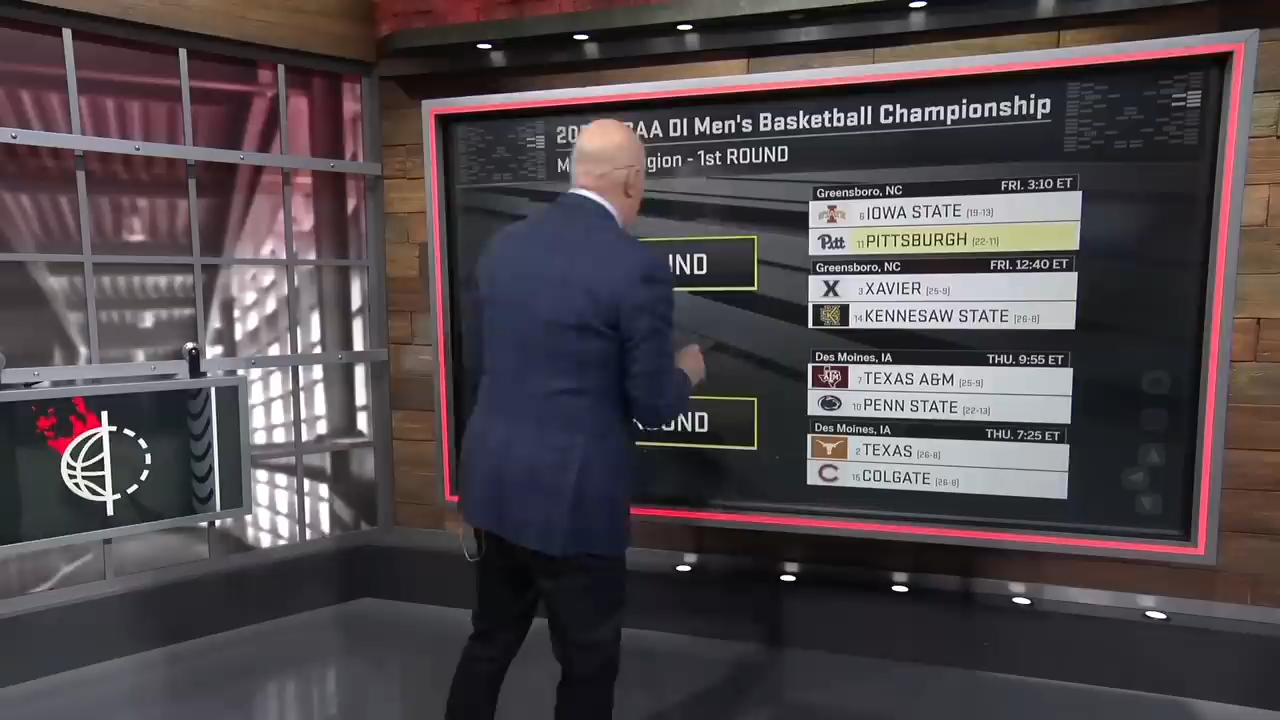 Men's Basketball Championship
1st ROUND
Greensboro, NC FRI. 3:10 ET
6 IOWA STATE (19-13)
Pitt 11 PITTSBURGH (22-11)
Greensboro, NC FRI. 12:40 ET
X 3 XAVIER (25-9)
14 KENNESAW STATE (26-8)
Des Moines, IA THU. 9:55 ET
ATM 7 TEXAS A&M (25-9)
10 PENN STATE (22-13)
Des Moines, IA THU. 7:25 ET
2 TEXAS (26-8)
C 15 COLGATE (26-8)